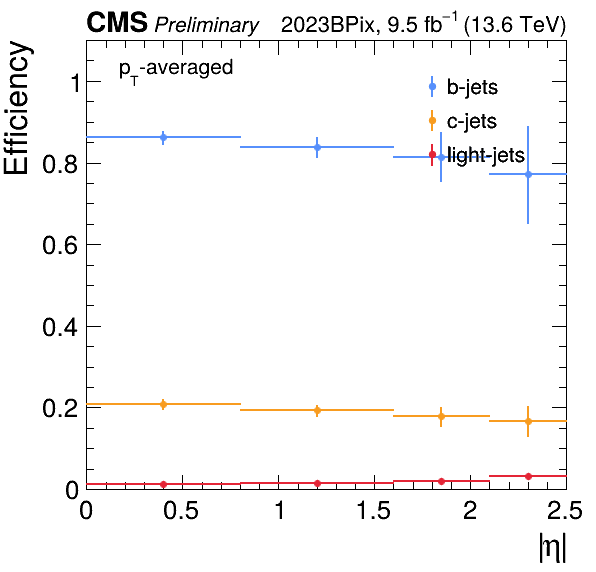 CMS Preliminary 2023BPix, 9.5 fb⁻¹ (13.6 TeV)
p_T-averaged
b-jets
c-jets
light-jets
Efficiency
1
0.8
0.6
0.4
0.2
0
0 0.5 1 1.5 2 2.5
|η|